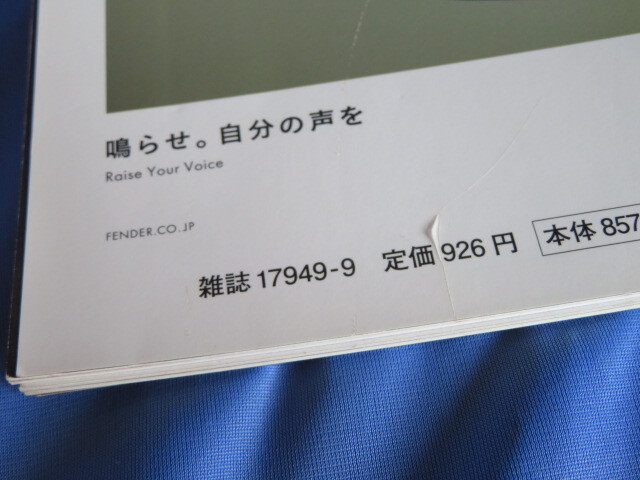 鳴らせ。自分の声を
Raise Your Voice
FENDER.CO.JP
雑誌 17949-9 定価 926 円 本体 857